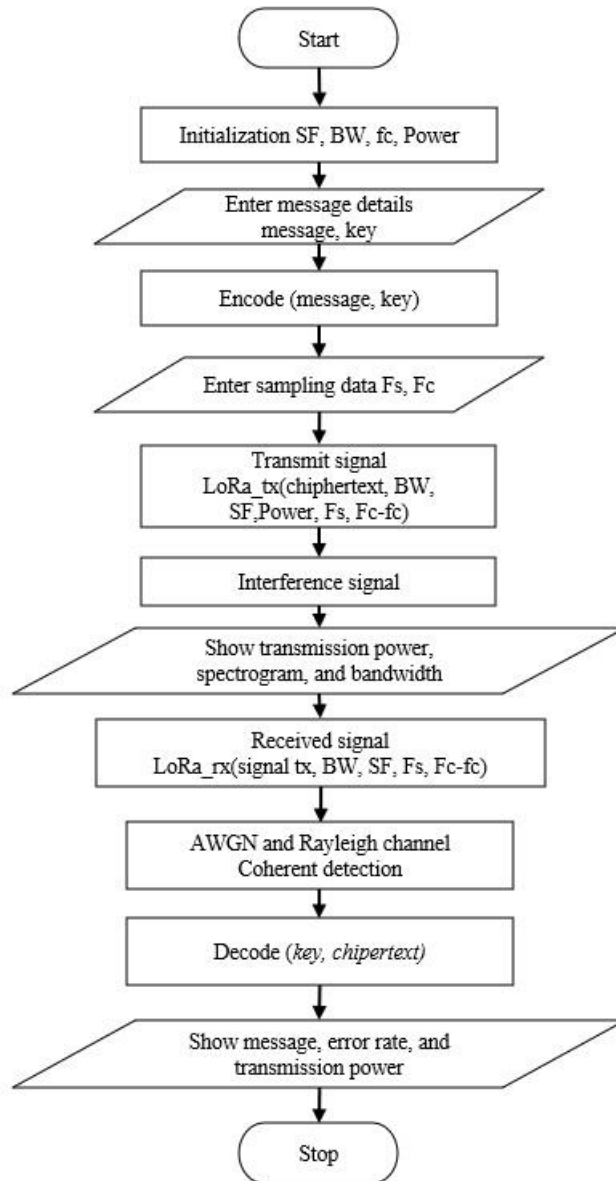 Start
Initialization SF, BW, fc, Power
Enter message details
message, key
Encode (message, key)
Enter sampling data Fs, Fc
Transmit signal
LoRa_tx(chiphertext, BW,
SF,Power, Fs, Fc-fc)
Interference signal
Show transmission power,
spectrogram, and bandwidth
Received signal
LoRa_rx(signal tx, BW, SF, Fs, Fc-fc)
AWGN and Rayleigh channel
Coherent detection
Decode (key, chipertext)
Show message, error rate, and
transmission power
Stop